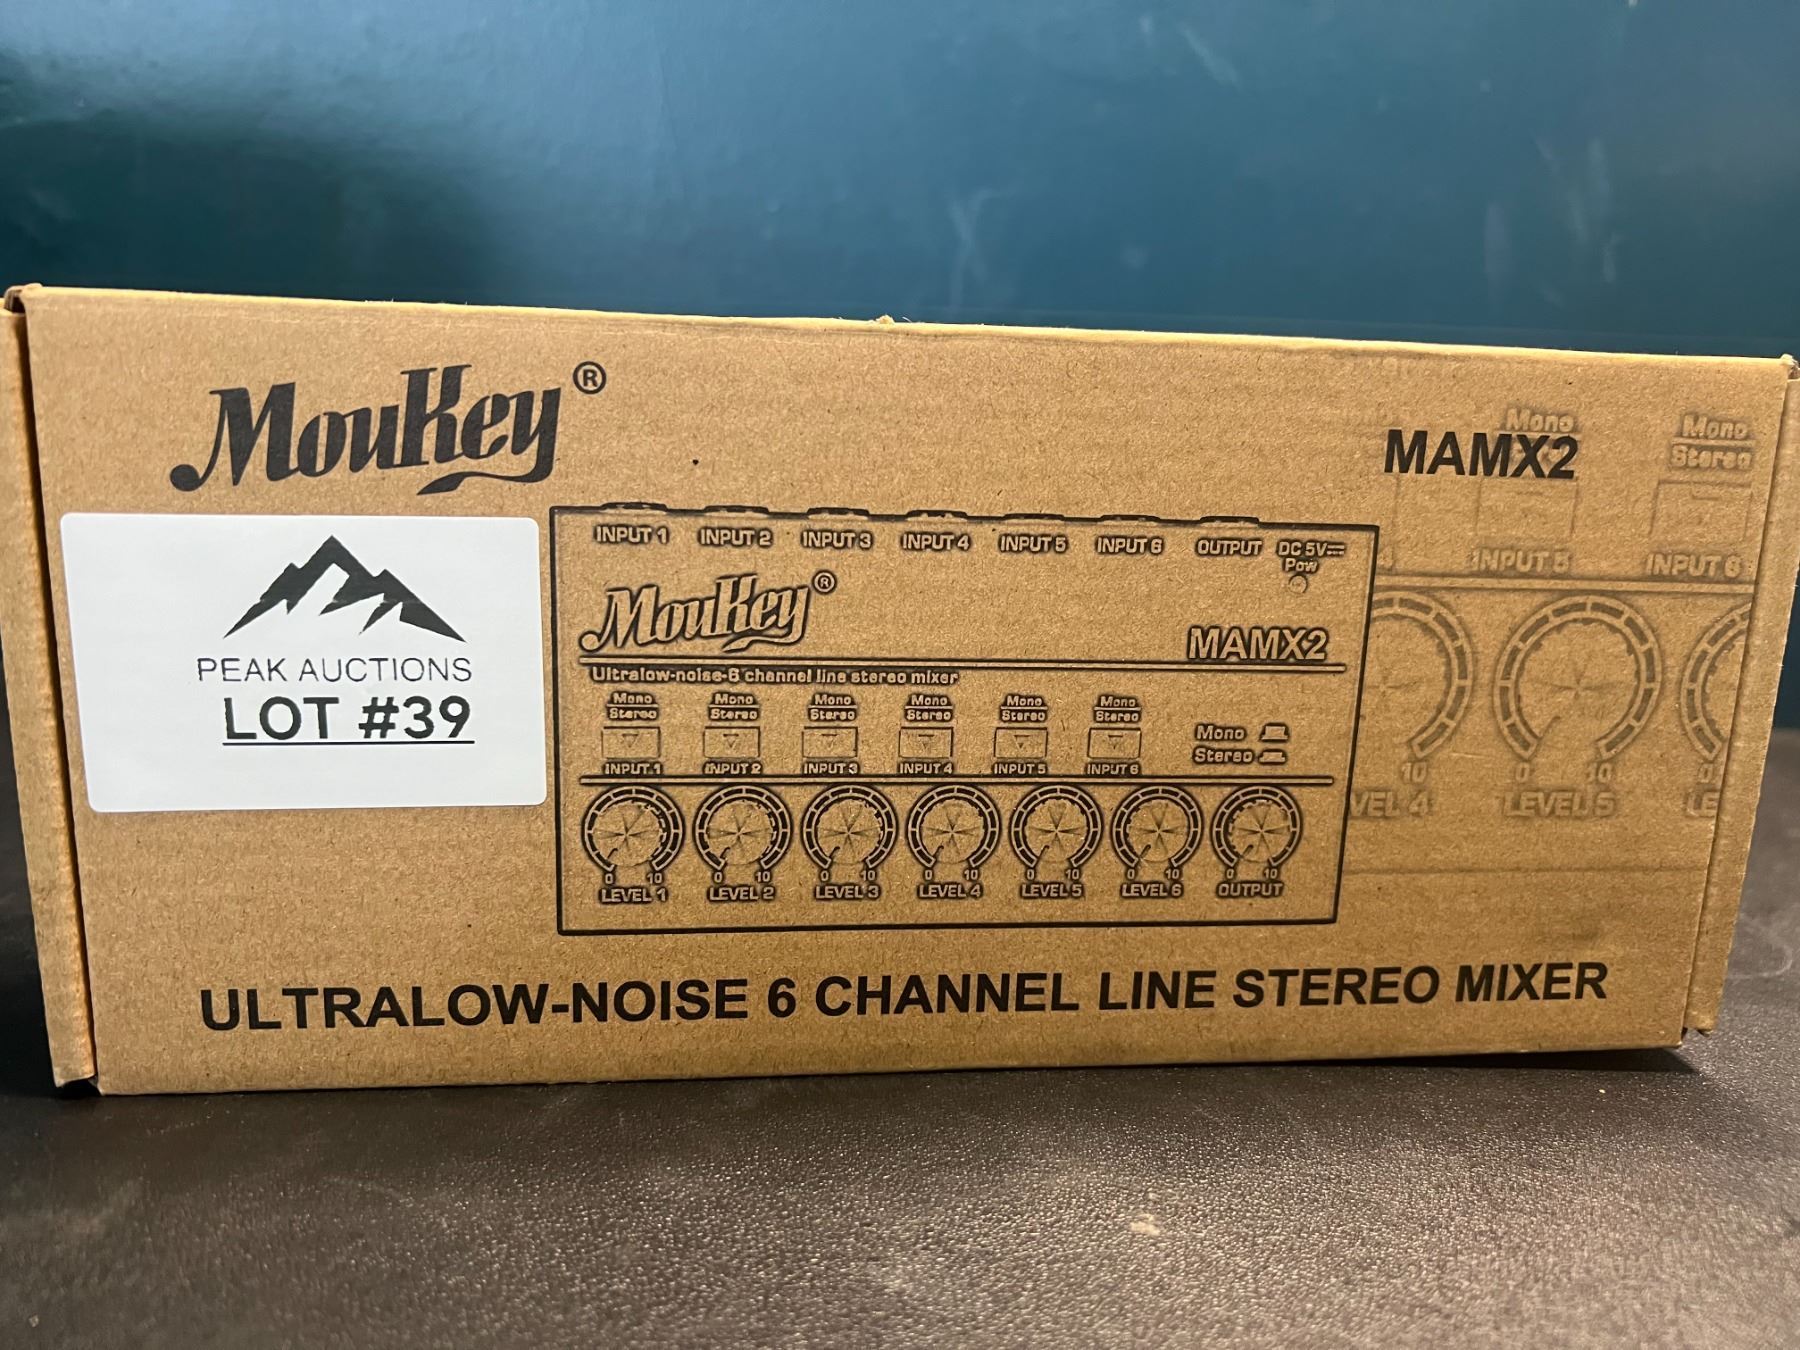 MouKey®
MAMX2
PEAK AUCTIONS
LOT #39
INPUT 1 INPUT 2 INPUT 3 INPUT 4 INPUT 5 INPUT 6 OUTPUT DC 5V
Pow
MouKey®
MAMX2
Ultralow-noise-6 channel line stereo mixer
Mono Mono Mono Mono Mono Mono
Stereo Stereo Stereo Stereo Stereo Stereo
Mono
Stereo
INPUT 1 INPUT 2 INPUT 3 INPUT 4 INPUT 5 INPUT 6
0 10 0 10 0 10 0 10 0 10 0 10 0 10
LEVEL 1 LEVEL 2 LEVEL 3 LEVEL 4 LEVEL 5 LEVEL 6 OUTPUT
Mono Mono
Stereo
4 INPUT 5 INPUT 6
10 0 10 0
VEL 4 LEVEL 5 LE
ULTRALOW-NOISE 6 CHANNEL LINE STEREO MIXER